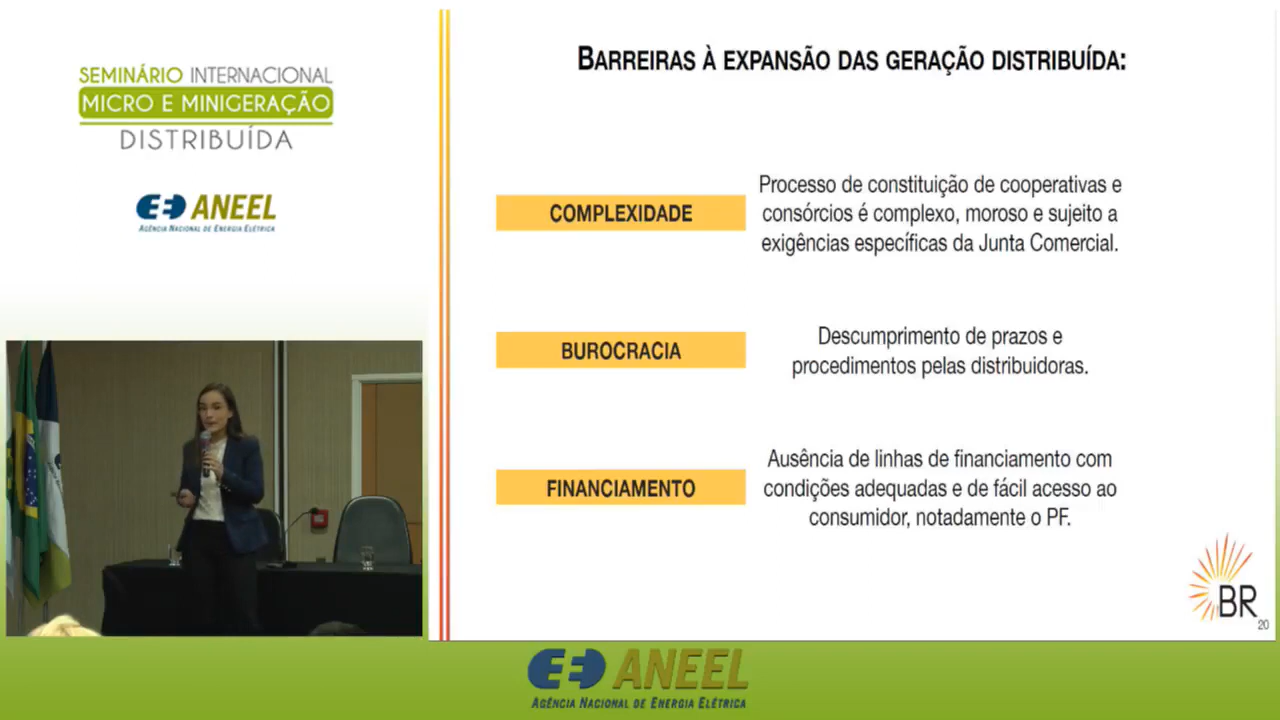 SEMINÁRIO INTERNACIONAL
MICRO E MINIGERAÇÃO
DISTRIBUÍDA
ANEEL
AGÊNCIA NACIONAL DE ENERGIA ELÉTRICA
BARREIRAS À EXPANSÃO DAS GERAÇÃO DISTRIBUÍDA:
COMPLEXIDADE
Processo de constituição de cooperativas e
consórcios é complexo, moroso e sujeito a
exigências específicas da Junta Comercial.
BUROCRACIA
Descumprimento de prazos e
procedimentos pelas distribuidoras.
FINANCIAMENTO
Ausência de linhas de financiamento com
condições adequadas e de fácil acesso ao
consumidor, notadamente o PF.
BR
20
ANEEL
AGÊNCIA NACIONAL DE ENERGIA ELÉTRICA